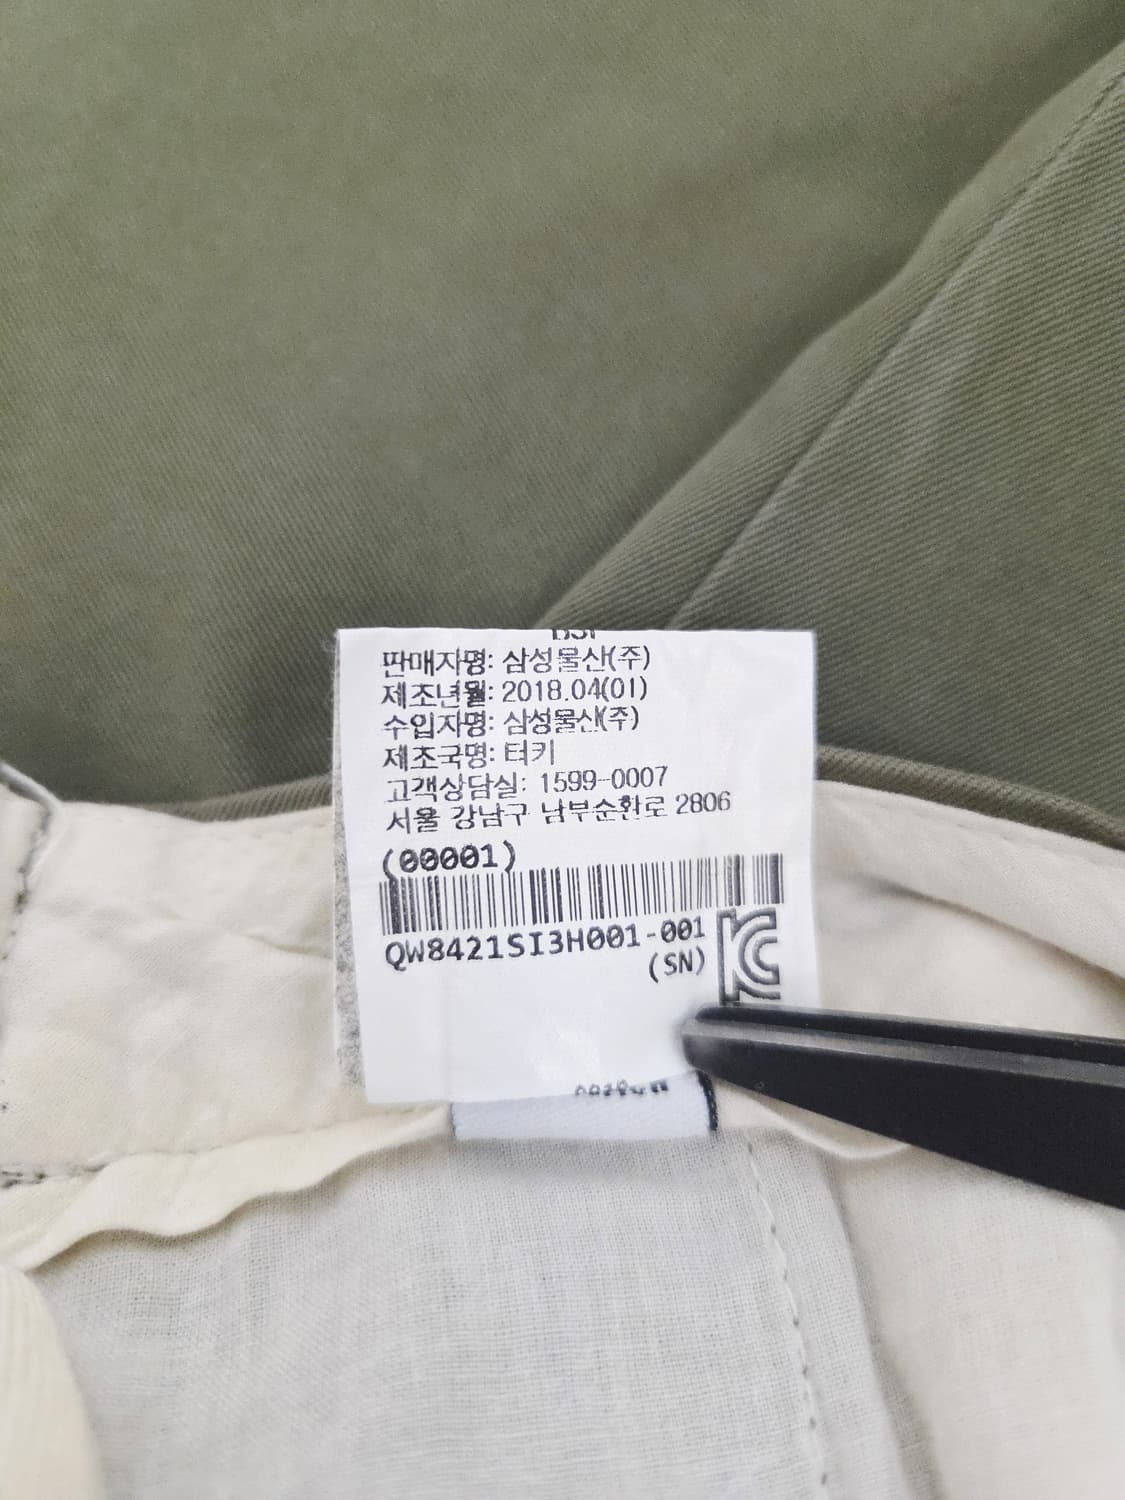 판매자명: 삼성물산(주)
제조년월: 2018.04(01)
수입자명: 삼성물산(주)
제조국명: 터키
고객상담실: 1599-0007
서울 강남구 남부순환로 2806
(00001)
QW8421SI3H001-001
(SN)
KC